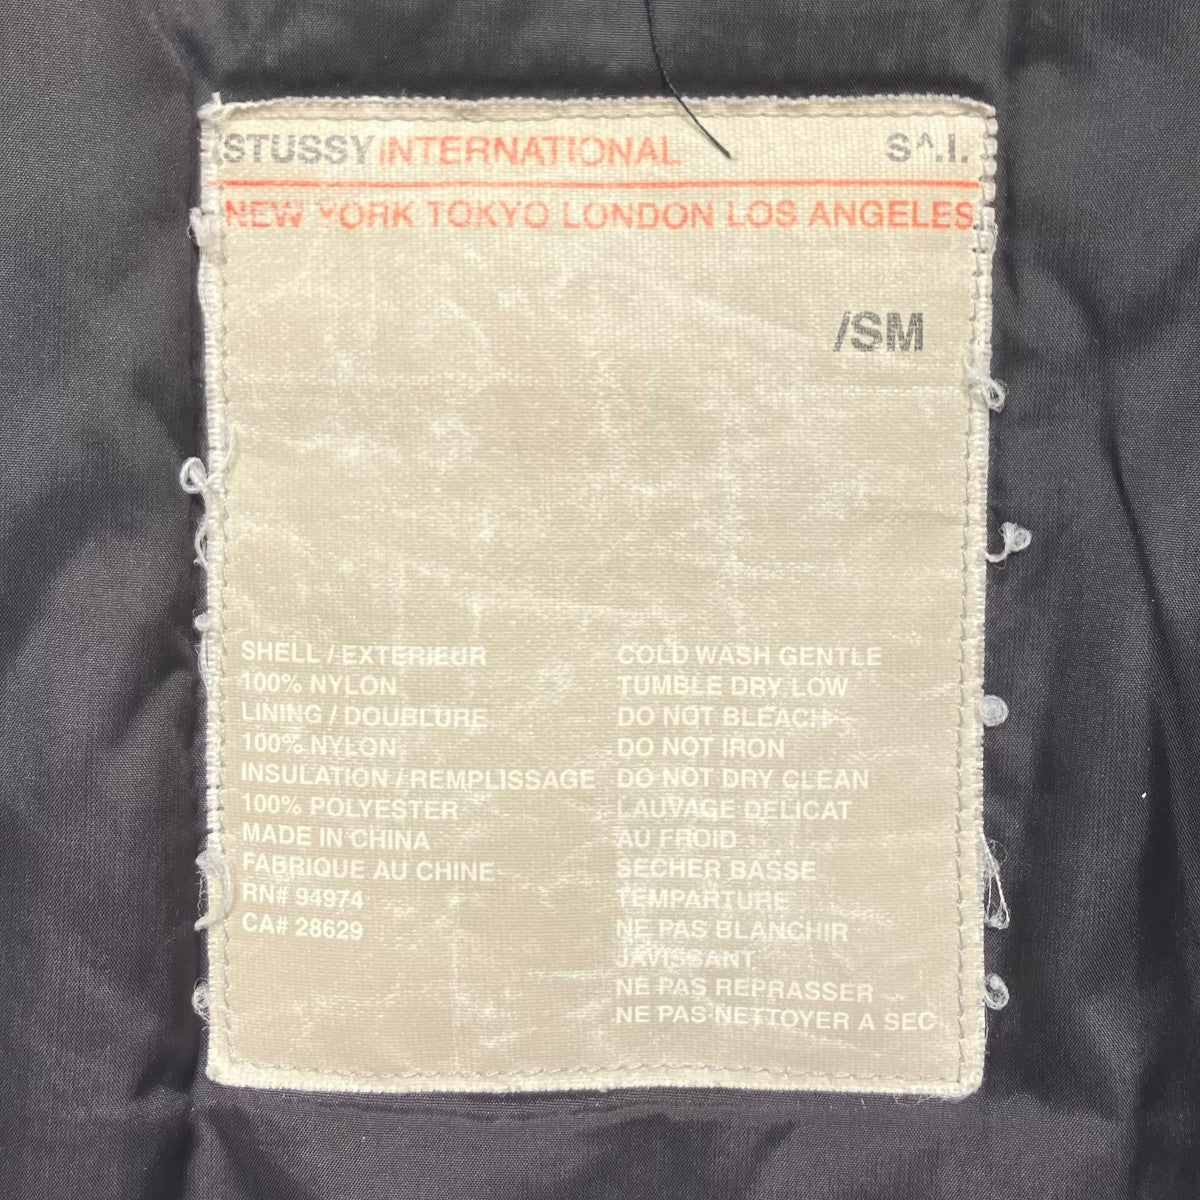 STUSSY INTERNATIONAL S^.I.
NEW YORK TOKYO LONDON LOS ANGELES
/SM
SHELL / EXTERIEUR
100% NYLON
LINING / DOUBLURE
100% NYLON
INSULATION / REMPLISSAGE
100% POLYESTER
MADE IN CHINA
FABRIQUE AU CHINE
RN# 94974
CA# 28629
COLD WASH GENTLE
TUMBLE DRY LOW
DO NOT BLEACH
DO NOT IRON
DO NOT DRY CLEAN
LAUVAGE DELICAT
AU FROID
SECHER BASSE
TEMPARTURE
NE PAS BLANCHIR
JAVISSANT
NE PAS REPRASSER
NE PAS NETTOYER A SEC